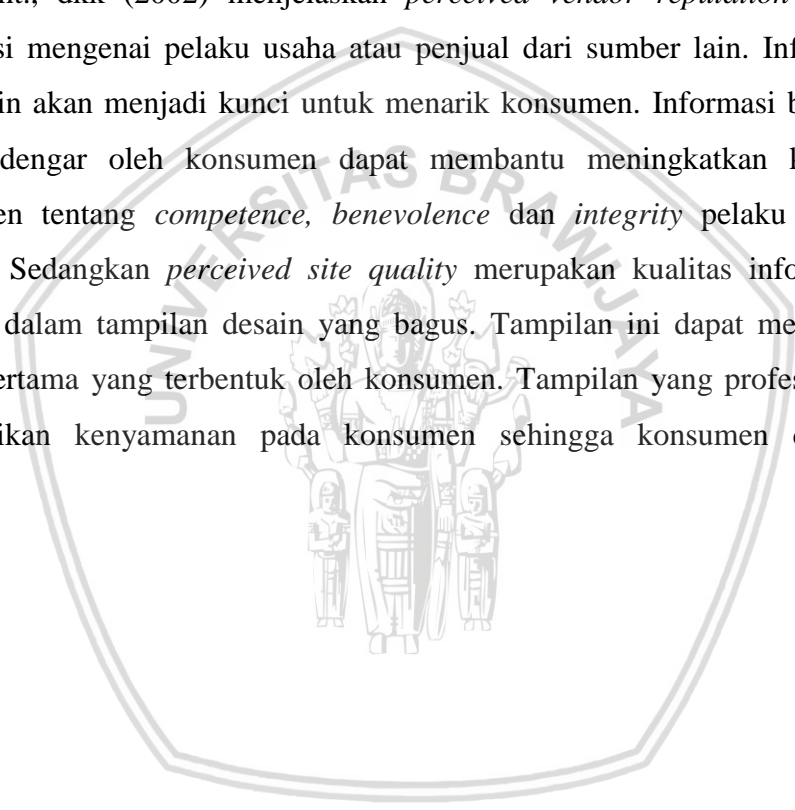 dkk (2002) menjelaskan perceived vendor reputation
si mengenai pelaku usaha atau penjual dari sumber lain. Inf
in akan menjadi kunci untuk menarik konsumen. Informasi b
dengar oleh konsumen dapat membantu meningkatkan k
en tentang competence, benevolence dan integrity pelaku
Sedangkan perceived site quality merupakan kualitas info
dalam tampilan desain yang bagus. Tampilan ini dapat me
ertama yang terbentuk oleh konsumen. Tampilan yang profes
ikan kenyamanan pada konsumen sehingga konsumen
UNIVERSITAS BRAWIJAYA